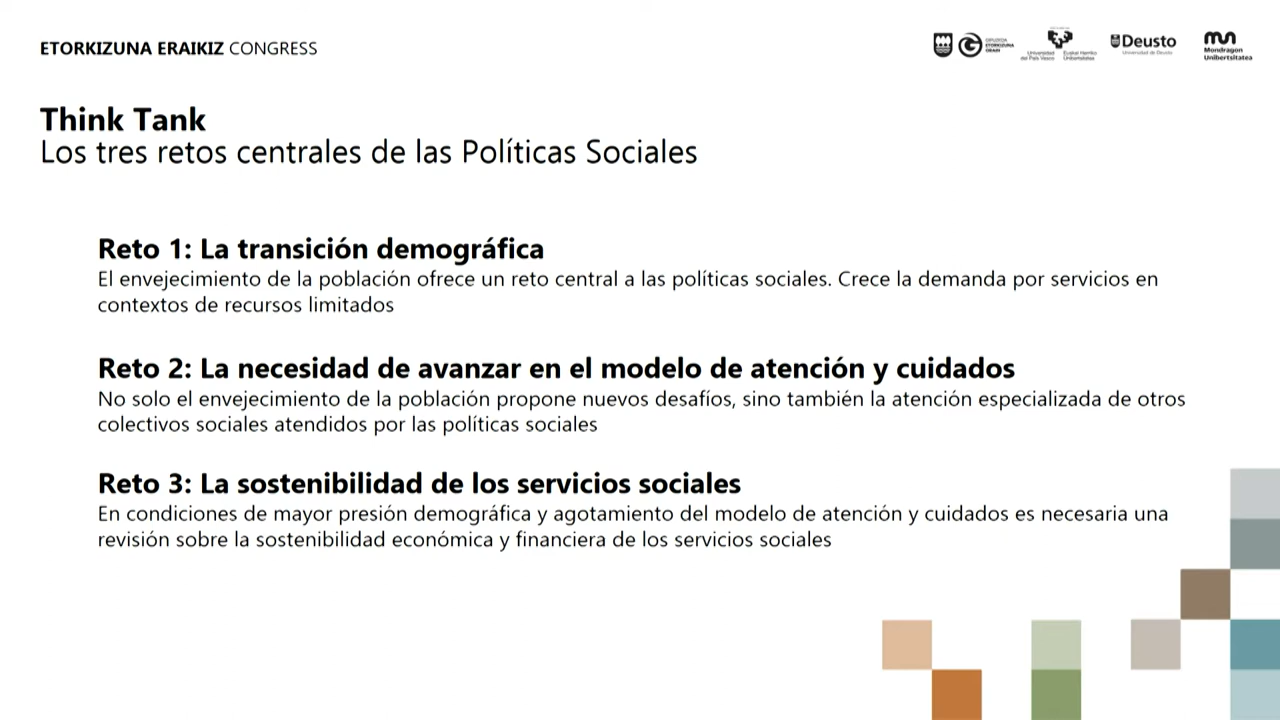 ETORKIZUNA ERAIKIZ CONGRESS
Deusto
Universidad de Deusto
Mondragon
Unibertsitatea
Think Tank
Los tres retos centrales de las Políticas Sociales
Reto 1: La transición demográfica
El envejecimiento de la población ofrece un reto central a las políticas sociales. Crece la demanda por servicios en
contextos de recursos limitados
Reto 2: La necesidad de avanzar en el modelo de atención y cuidados
No solo el envejecimiento de la población propone nuevos desafíos, sino también la atención especializada de otros
colectivos sociales atendidos por las políticas sociales
Reto 3: La sostenibilidad de los servicios sociales
En condiciones de mayor presión demográfica y agotamiento del modelo de atención y cuidados es necesaria una
revisión sobre la sostenibilidad económica y financiera de los servicios sociales